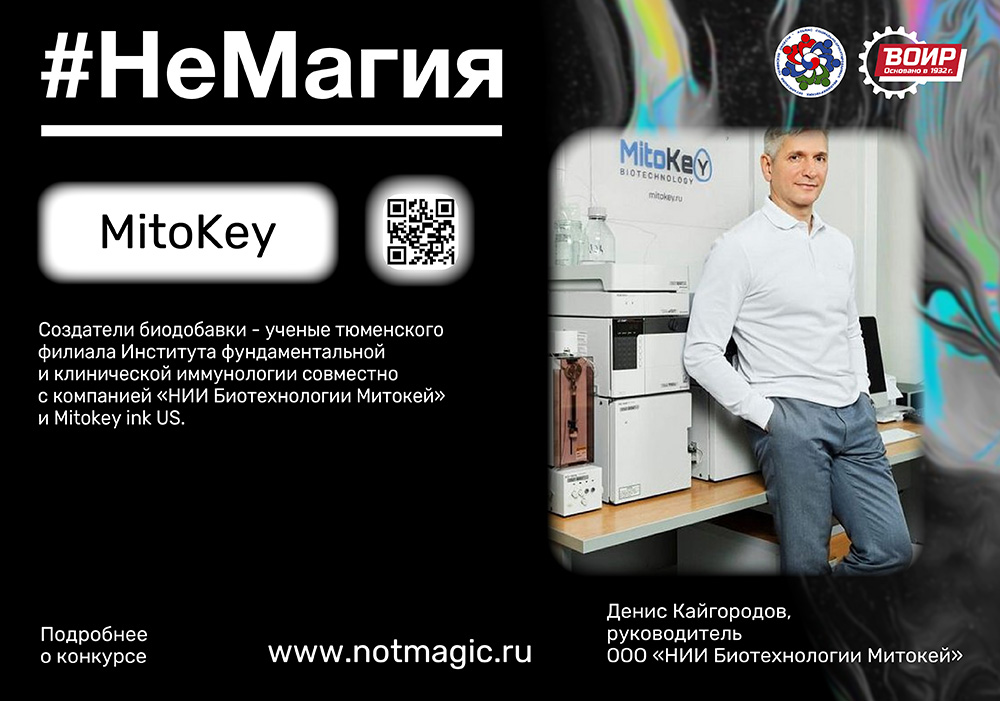 #НеМагия
ВОИР
Основано в 1932г.
MitoKey
BIOTECHNOLOGY
mitokey.ru
MitoKey
Создатели биодобавки - ученые тюменского
филиала Института фундаментальной
и клинической иммунологии совместно
с компанией «НИИ Биотехнологии Митокей»
и Mitokey ink US.
Денис Кайгородов,
руководитель
ООО «НИИ Биотехнологии Митокей»
Подробнее
о конкурсе
www.notmagic.ru